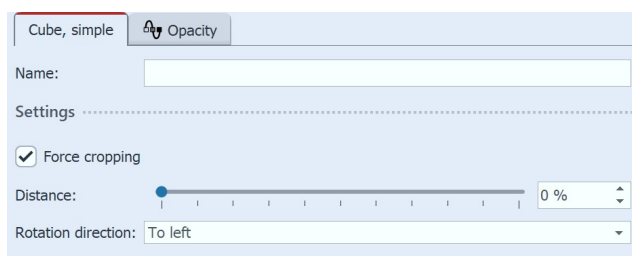 Cube, simple Opacity
Name:
Settings
Force cropping
Distance: 0 %
Rotation direction: To left